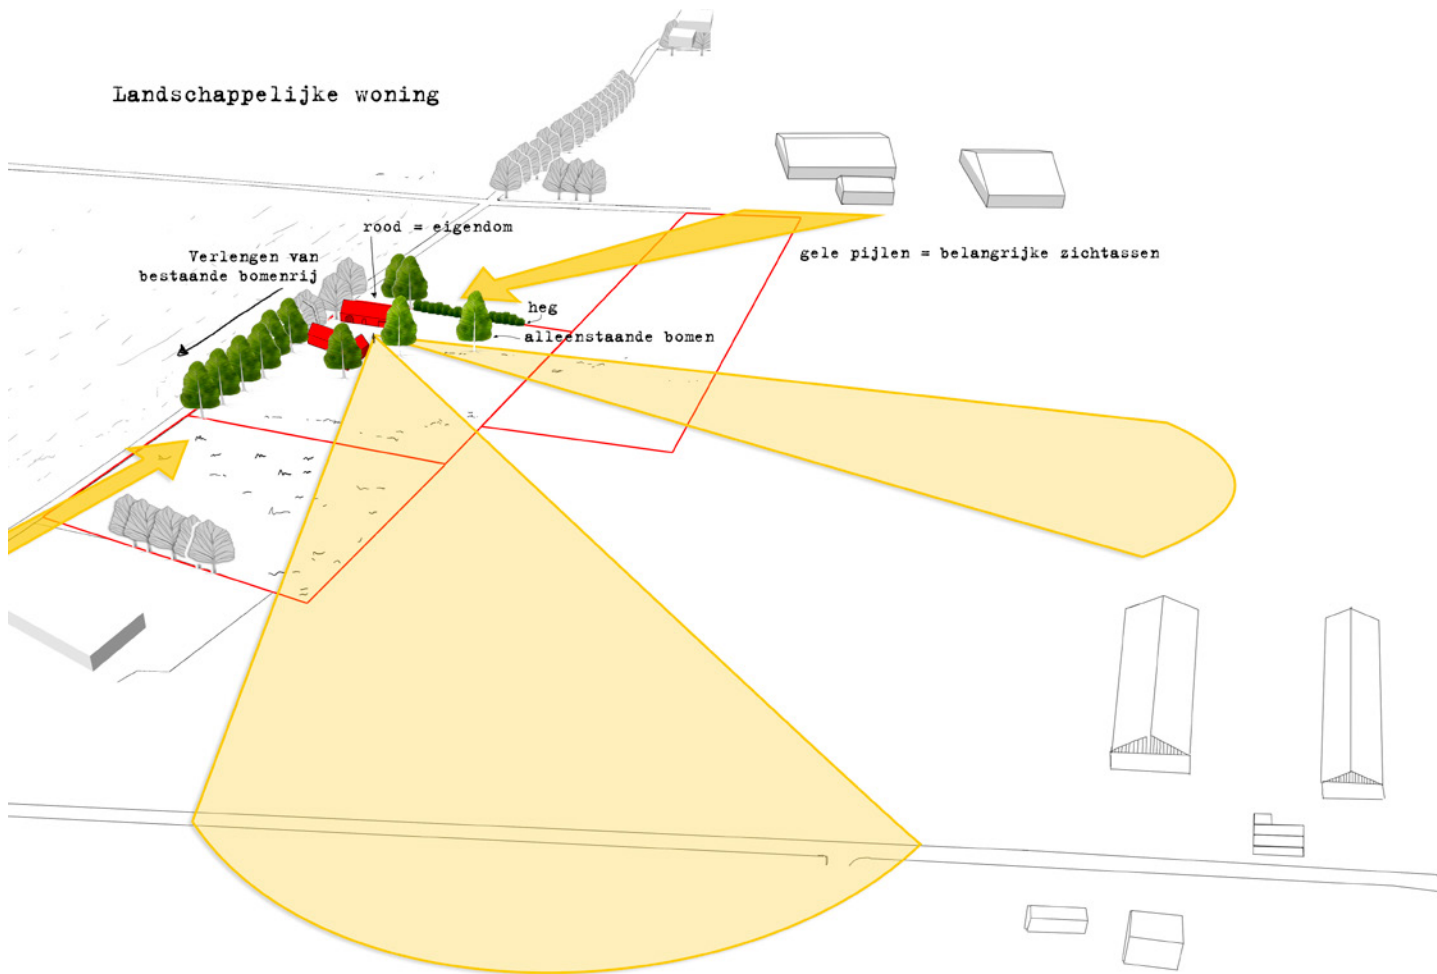 Landschappelijke woning
rood = eigendom
Verlengen van
bestaande bomenrij
gele pijlen = belangrijke zichtassen
heg
alleenstaande bomen